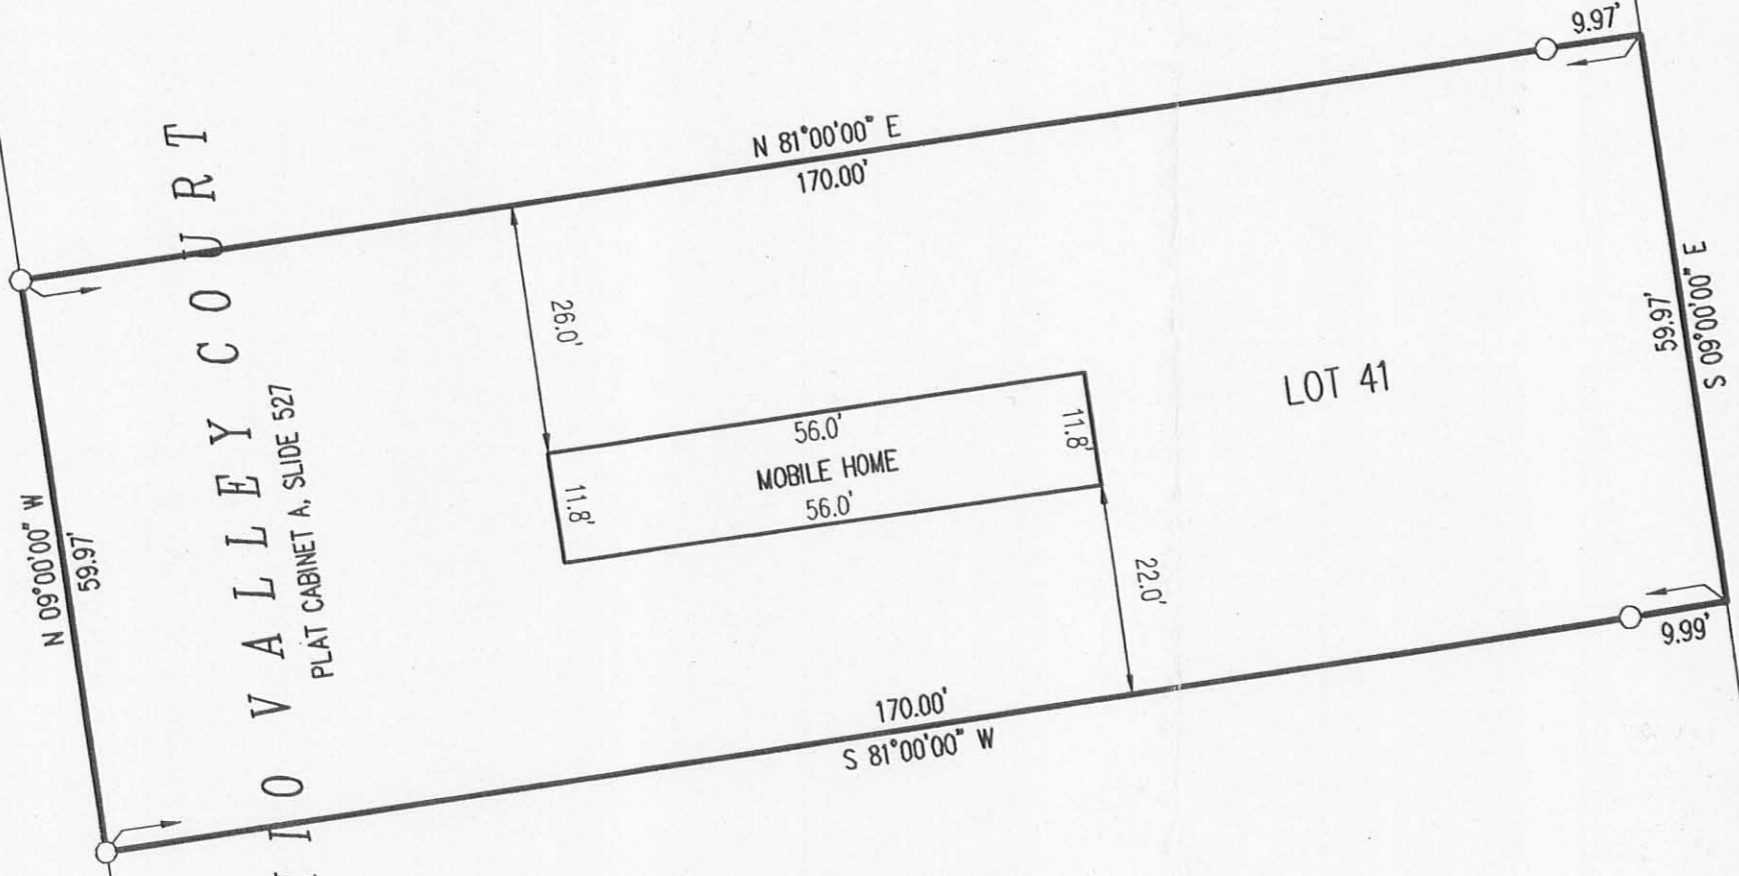 9.97'
N 81°00'00" E
170.00'
26.0'
56.0'
11.8'
MOBILE HOME
56.0'
11.8'
22.0'
LOT 41
59.97'
S 09°00'00" E
9.99'
170.00'
S 81°00'00" W
N 09°00'00" W
59.97'
IO VALLEY COURT
PLAT CABINET A, SLIDE 527